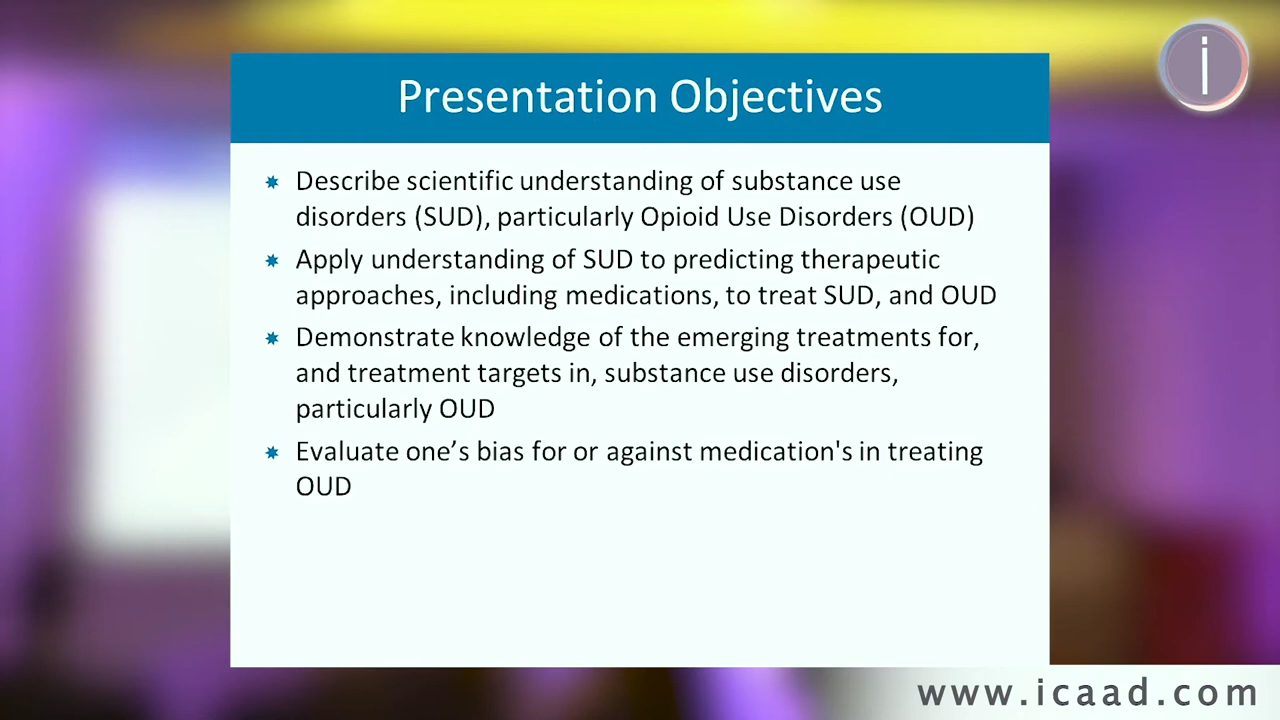 i
Presentation Objectives
Describe scientific understanding of substance use
disorders (SUD), particularly Opioid Use Disorders (OUD)
Apply understanding of SUD to predicting therapeutic
approaches, including medications, to treat SUD, and OUD
Demonstrate knowledge of the emerging treatments for,
and treatment targets in, substance use disorders,
particularly OUD
Evaluate one’s bias for or against medication's in treating
OUD
www.icaad.com